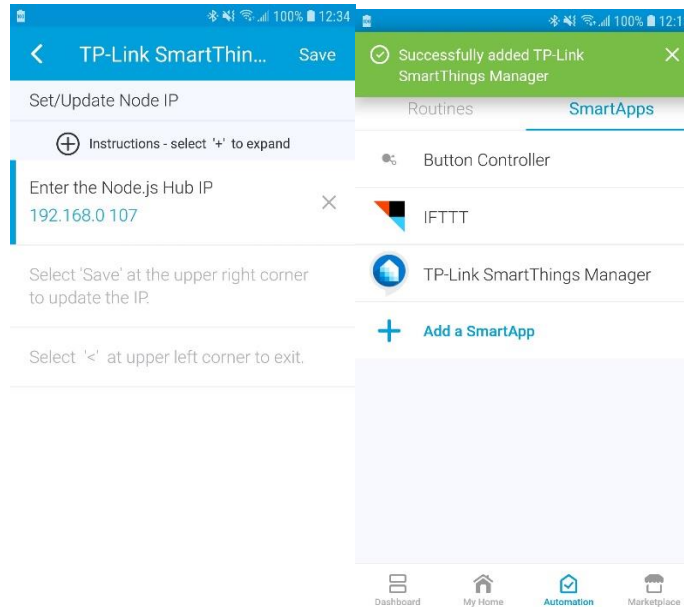 100% 12:34
TP-Link SmartThin... Save
Set/Update Node IP
Instructions - select '+' to expand
Enter the Node.js Hub IP
192.168.0 107
Select 'Save' at the upper right corner
to update the IP.
Select '<' at upper left corner to exit.
100% 12:1
Successfully added TP-Link
SmartThings Manager
Routines SmartApps
Button Controller
IFTTT
TP-Link SmartThings Manager
Add a SmartApp
Dashboard My Home Automation Marketplace